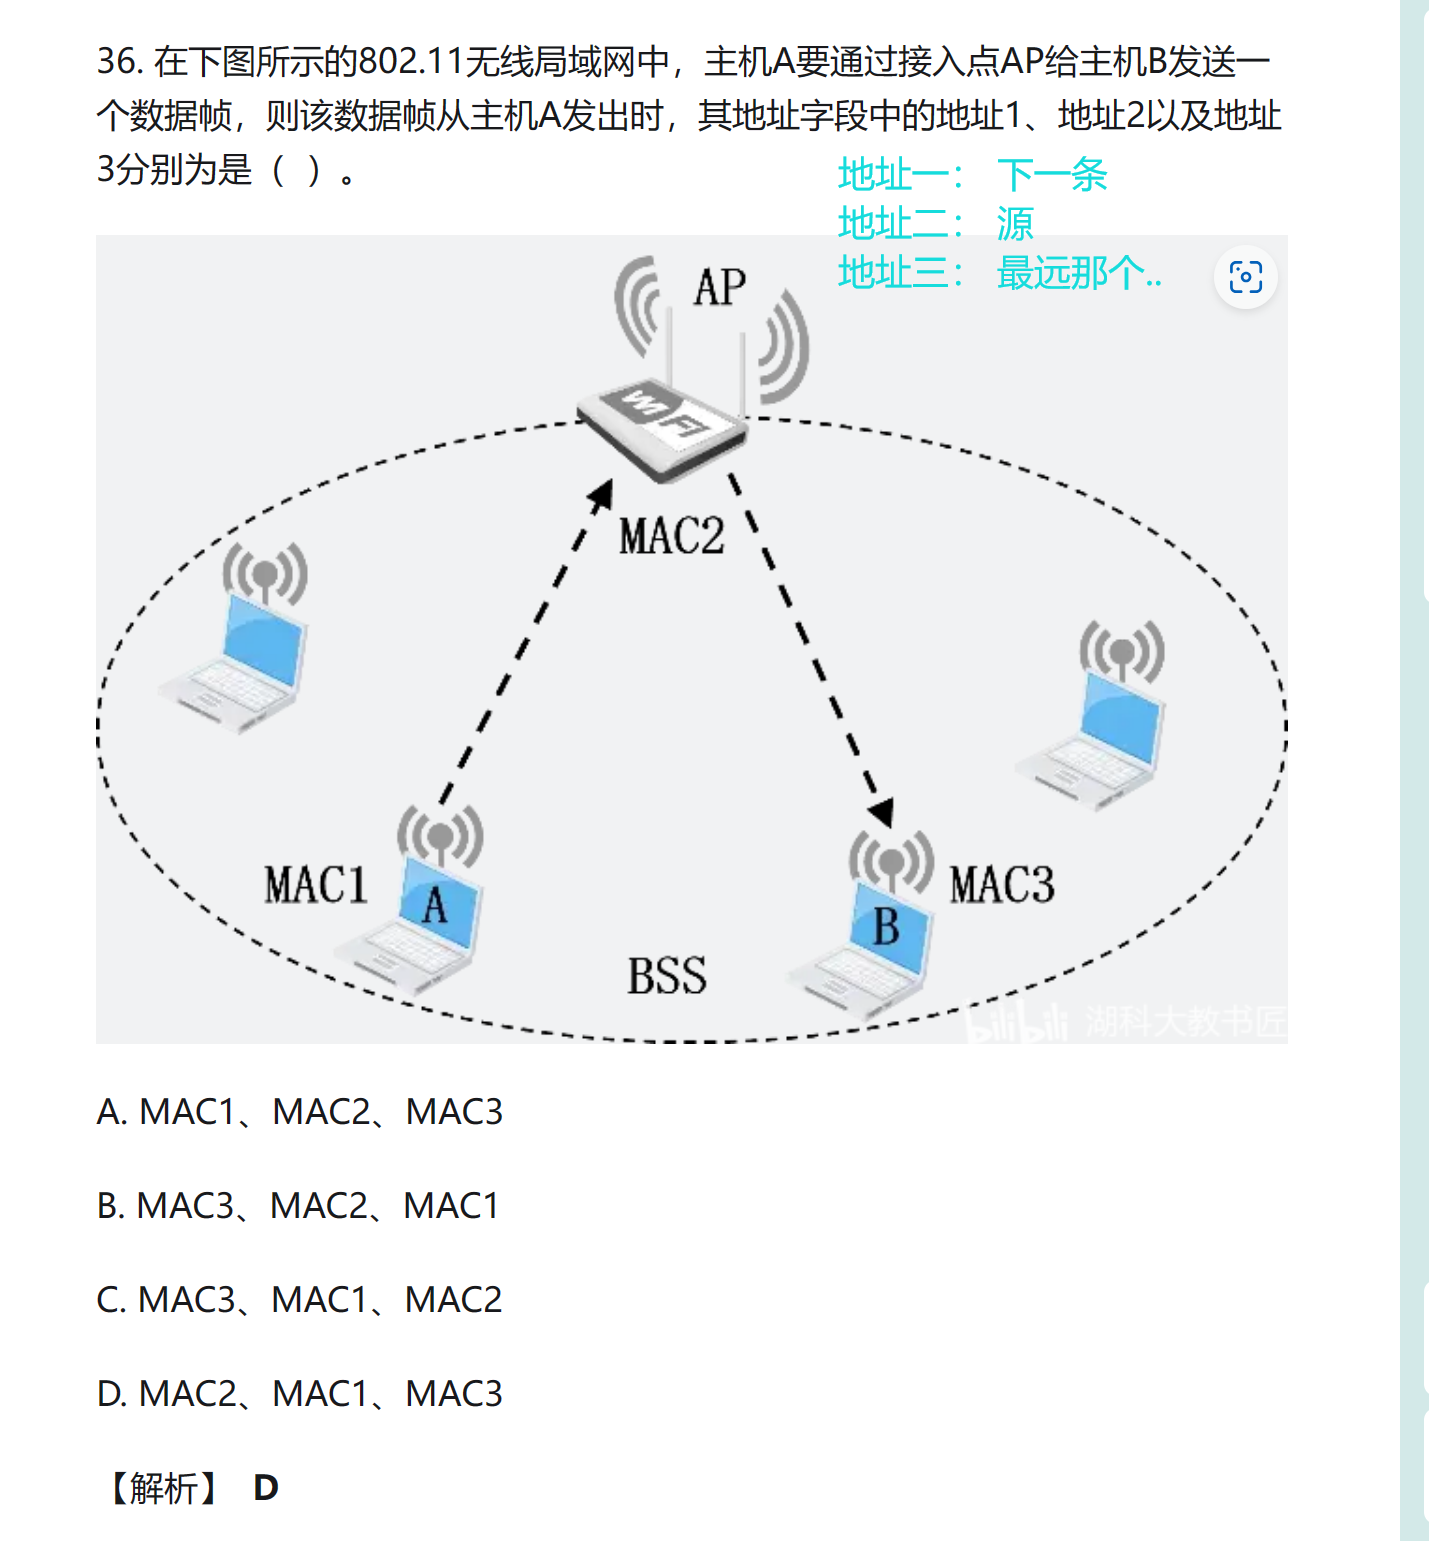 36. 在下图所示的802.11无线局域网中，主机A要通过接入点AP给主机B发送一
个数据帧，则该数据帧从主机A发出时，其地址字段中的地址1、地址2以及地址
3分别为是（ ）。
地址一： 下一条
地址二： 源
地址三： 最远那个..
AP
WiFi
MAC2
MAC1
A
B
MAC3
BSS
bilibili 湖科大教书匠
A. MAC1、MAC2、MAC3
B. MAC3、MAC2、MAC1
C. MAC3、MAC1、MAC2
D. MAC2、MAC1、MAC3
【解析】 D